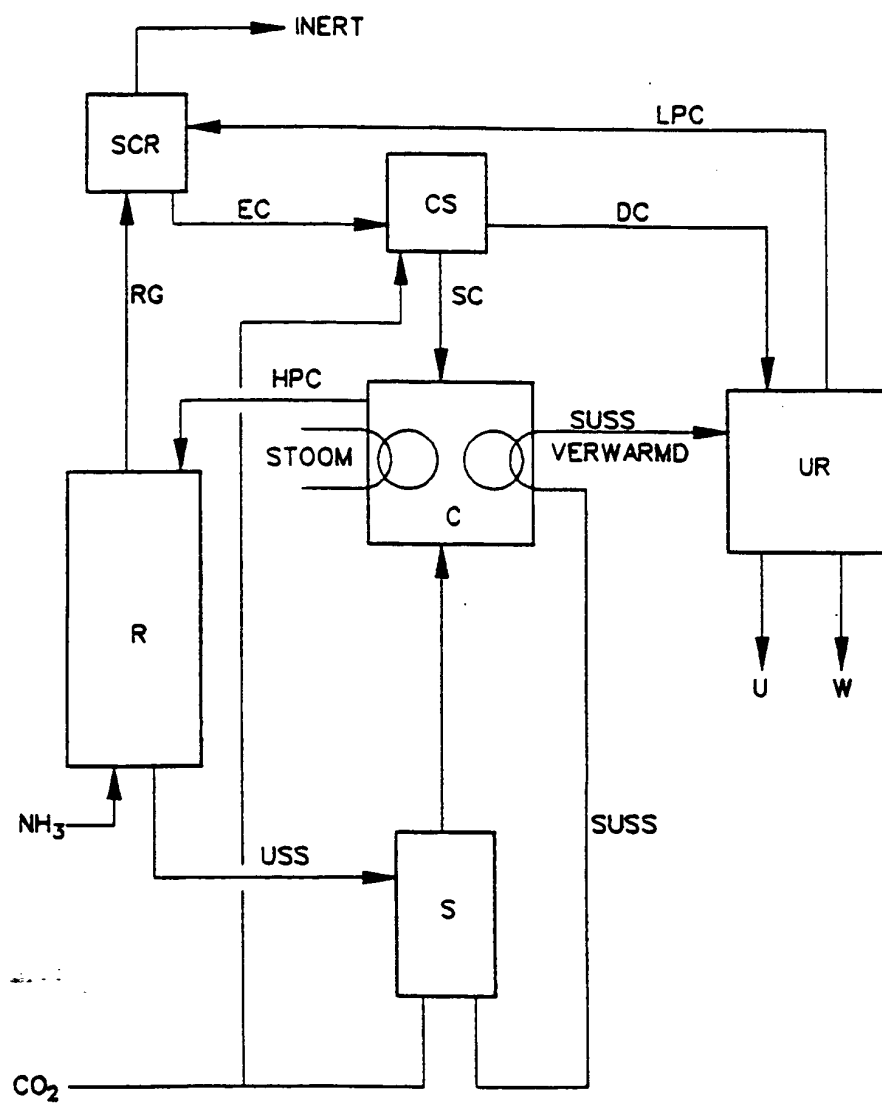 INERT
LPC
SCR
CS
EC
DC
RG
SC
HPC
SUSS
STOOM
VERWARMD
UR
C
R
U
W
NH₃
SUSS
USS
S
CO₂